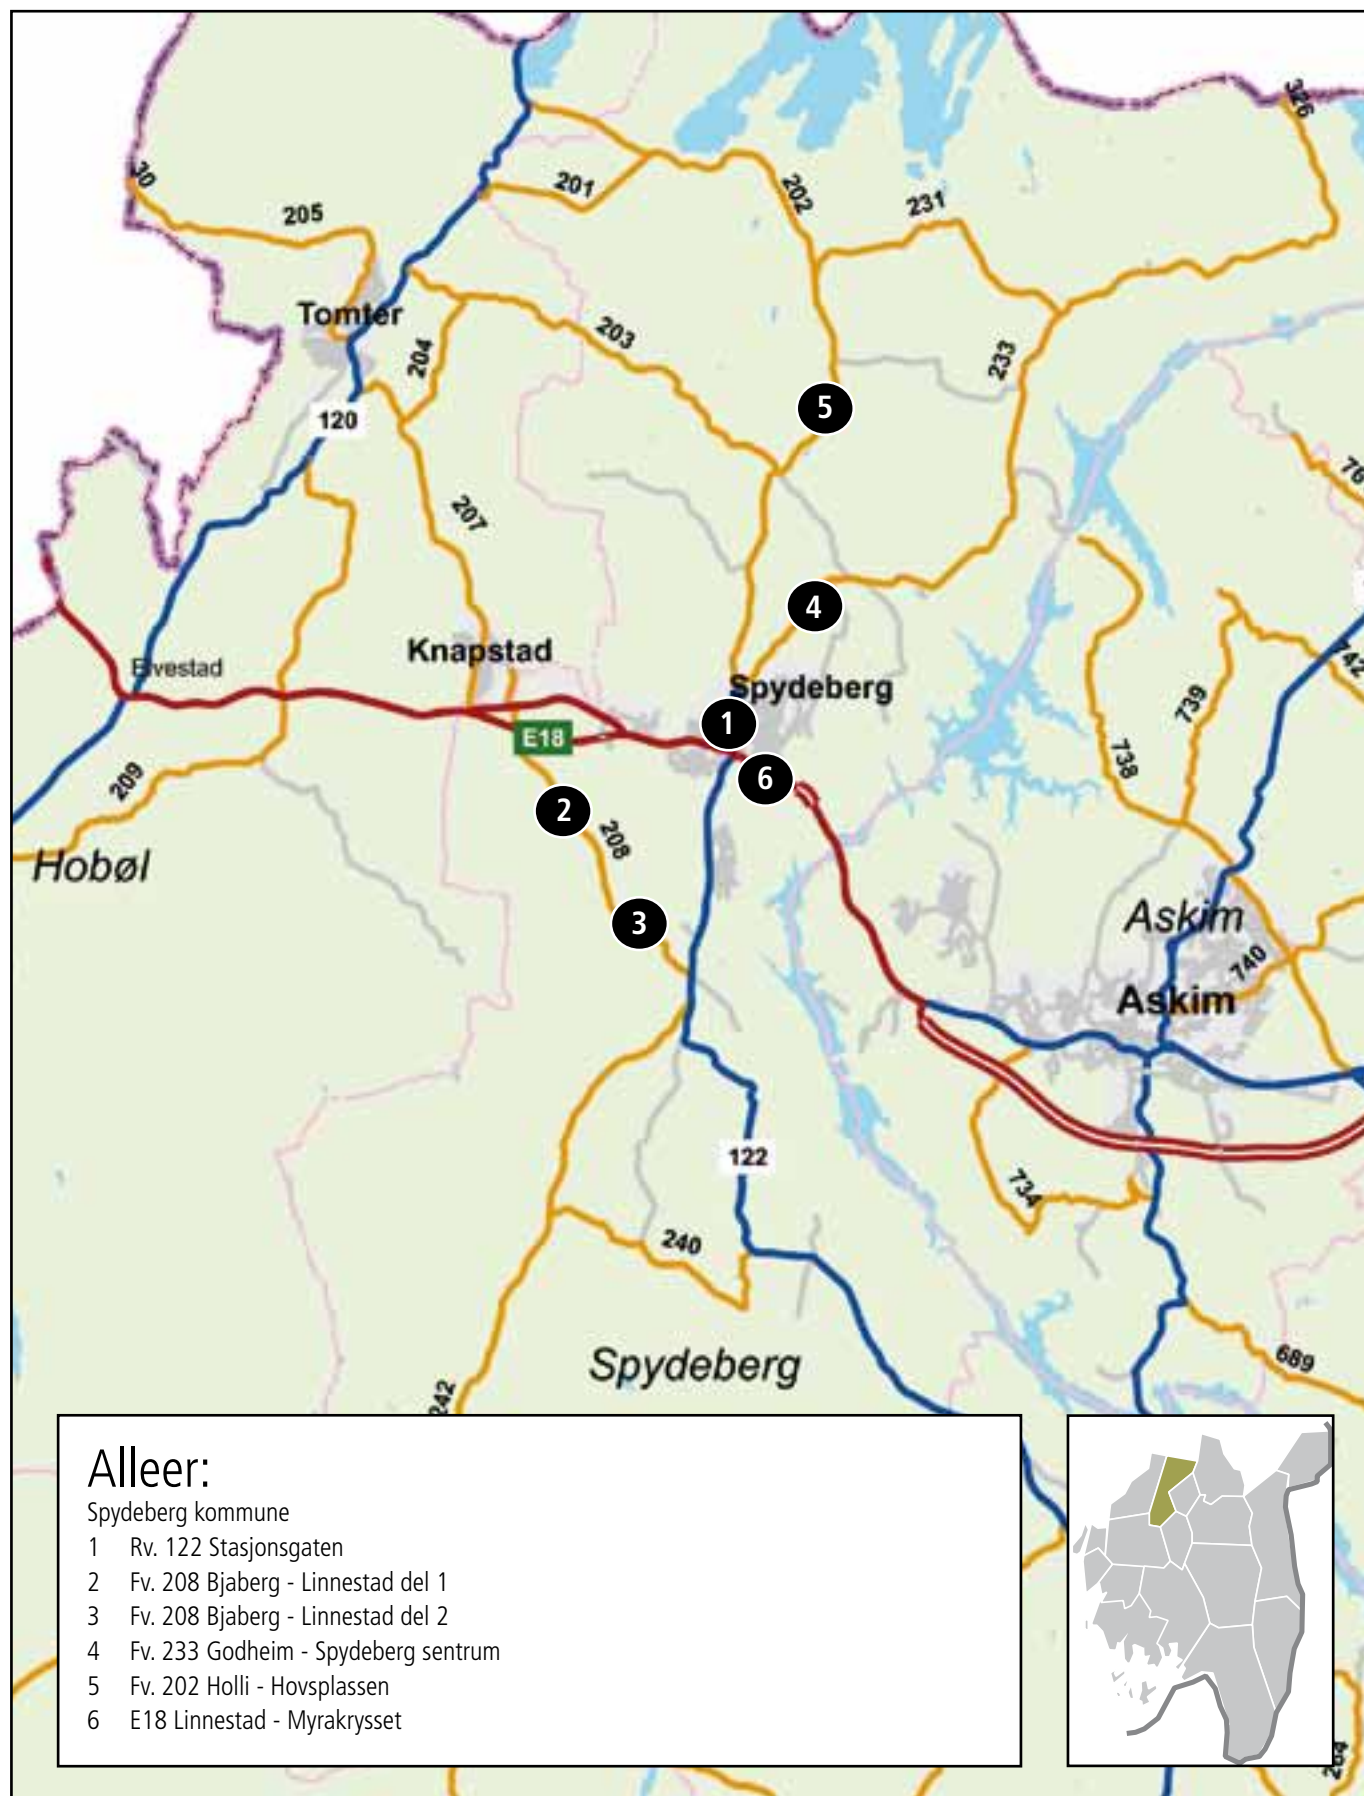 326
30
201
202
231
205
Tomter
203
204
233
5
120
76
207
4
742
Knapstad
Elvestad
Spydeberg
739
1
E18
738
6
209
2
208
Hobøl
3
Askim
740
Askim
122
734
240
689
Spydeberg
242
Alleer:
Spydeberg kommune
1 Rv. 122 Stasjonsgaten
2 Fv. 208 Bjaberg - Linnestad del 1
3 Fv. 208 Bjaberg - Linnestad del 2
4 Fv. 233 Godheim - Spydeberg sentrum
5 Fv. 202 Holli - Hovsplassen
6 E18 Linnestad - Myrakrysset